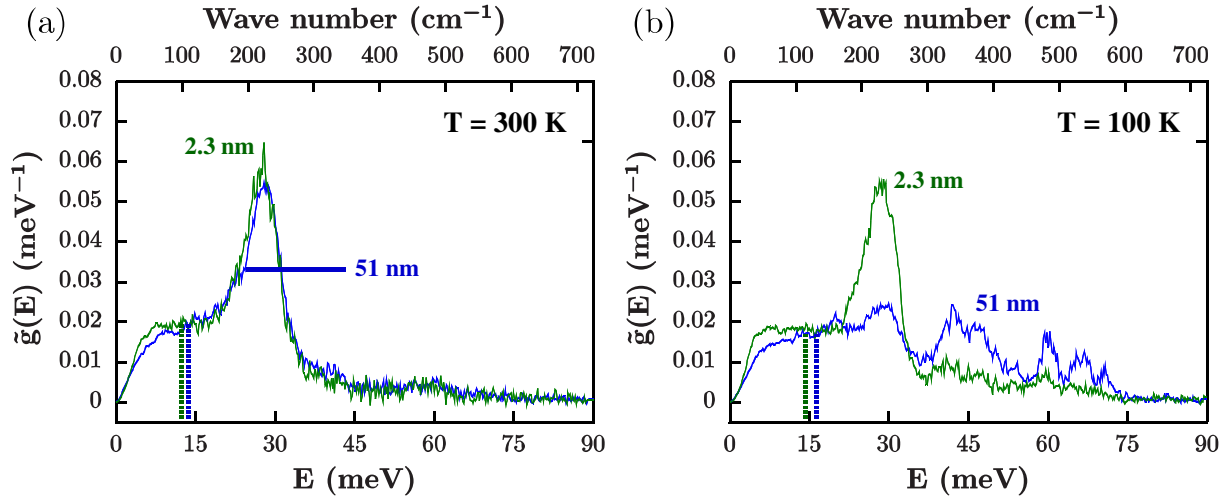 (a)
Wave number (cm⁻¹)
0 100 200 300 400 500 600 700
0.08
0.07
0.06
0.05
0.04
0.03
0.02
0.01
0
g̃(E) (meV⁻¹)
T = 300 K
2.3 nm
51 nm
0 15 30 45 60 75 90
E (meV)
(b)
Wave number (cm⁻¹)
0 100 200 300 400 500 600 700
0.08
0.07
0.06
0.05
0.04
0.03
0.02
0.01
0
g̃(E) (meV⁻¹)
T = 100 K
2.3 nm
51 nm
0 15 30 45 60 75 90
E (meV)